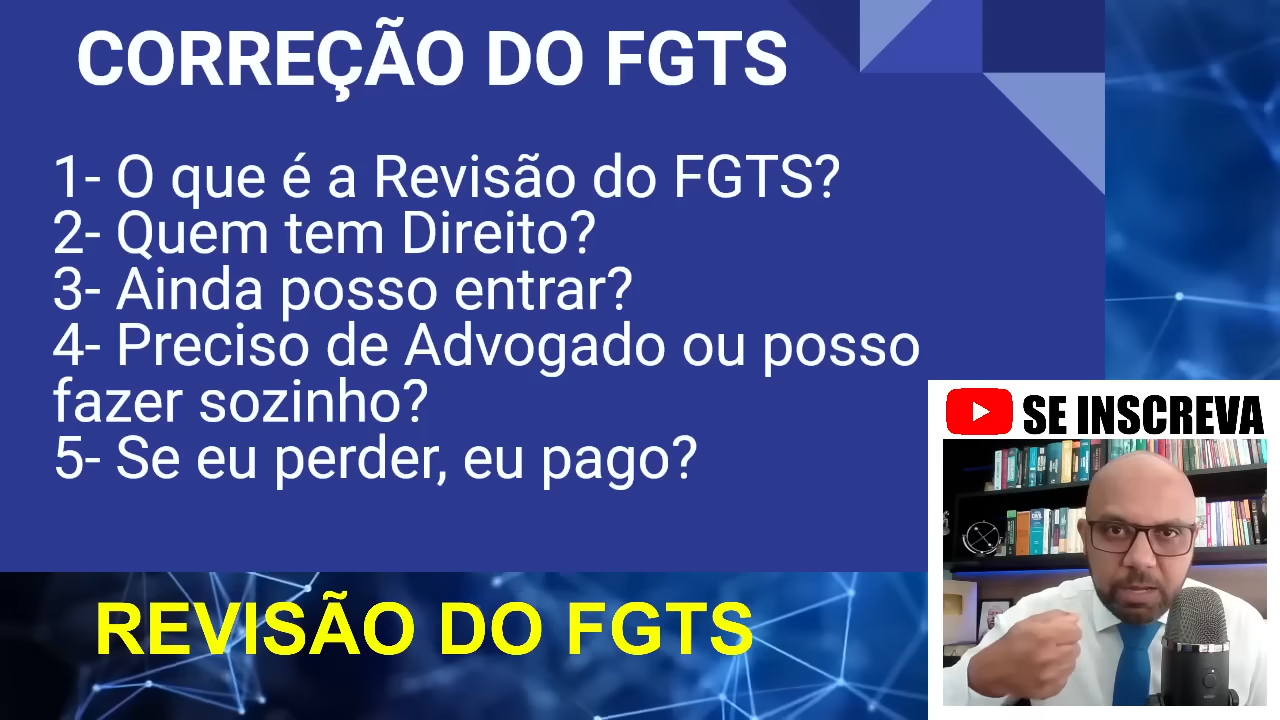 CORREÇÃO DO FGTS
1- O que é a Revisão do FGTS?
2- Quem tem Direito?
3- Ainda posso entrar?
4- Preciso de Advogado ou posso
fazer sozinho?
5- Se eu perder, eu pago?
SE INSCREVA
REVISÃO DO FGTS